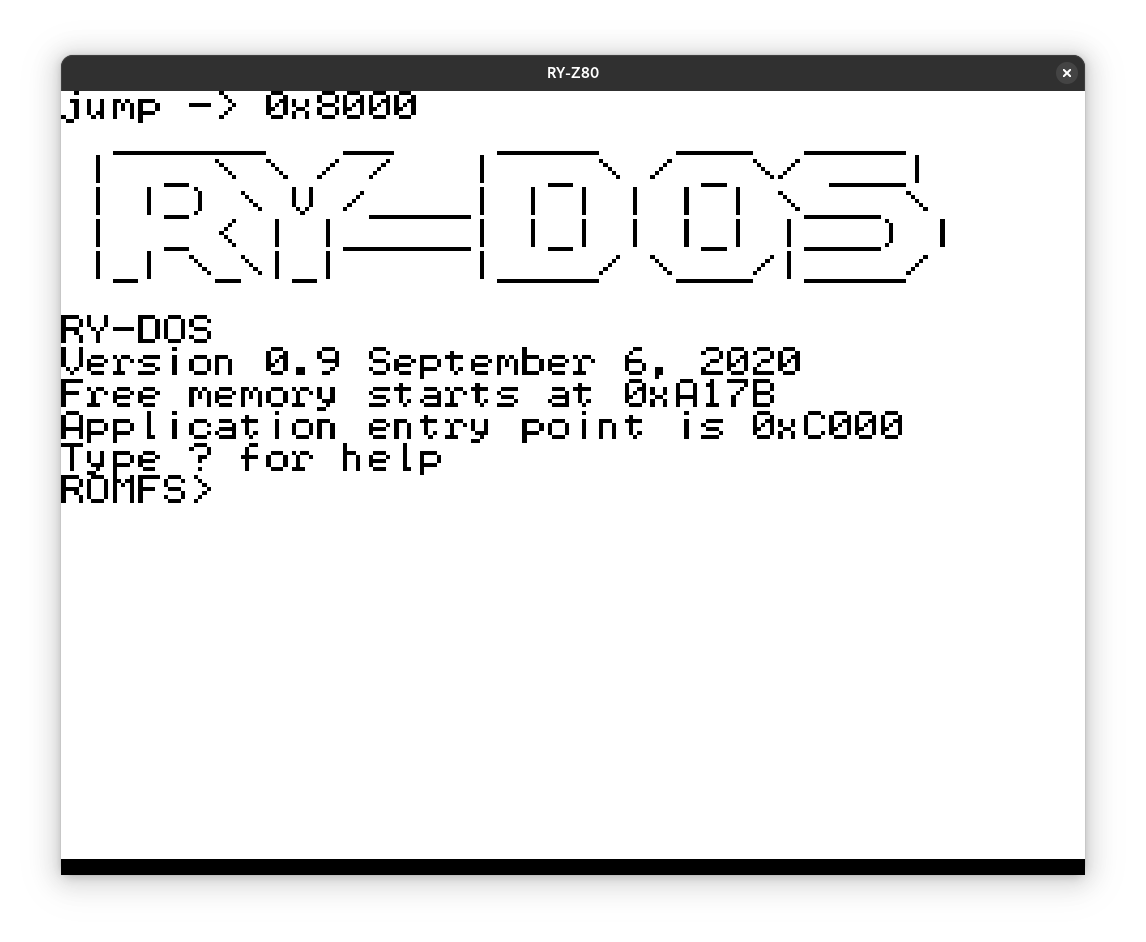 RY-Z80
jump -> 0x8000
RY-DOS
RY-DOS
Version 0.9 September 6, 2020
Free memory starts at 0xA17B
Application entry point is 0xC000
Type ? for help
ROMFS>